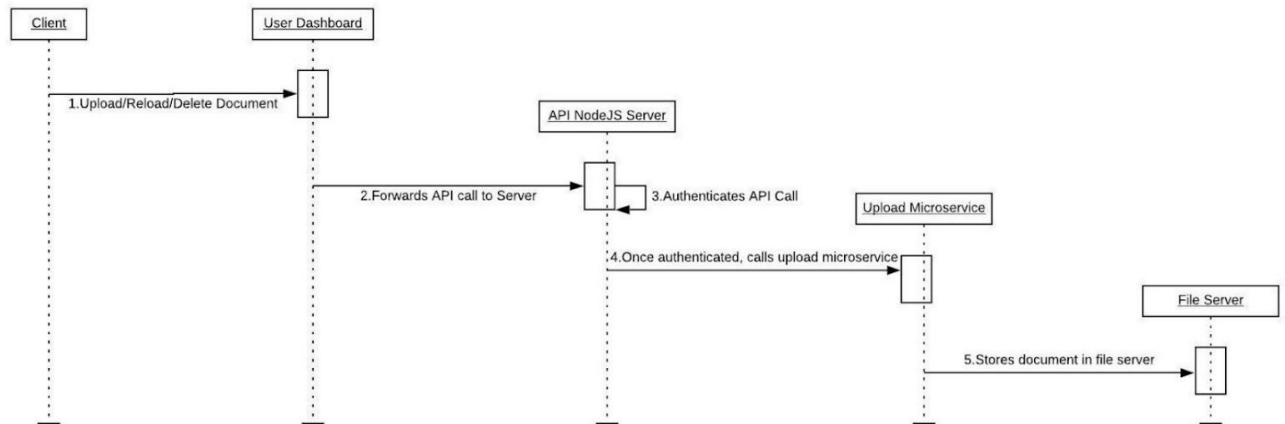 Client
User Dashboard
1.Upload/Reload/Delete Document
API NodeJS Server
2.Forwards API call to Server
3.Authenticates API Call
Upload Microservice
4.Once authenticated, calls upload microservice
File Server
5.Stores document in file server